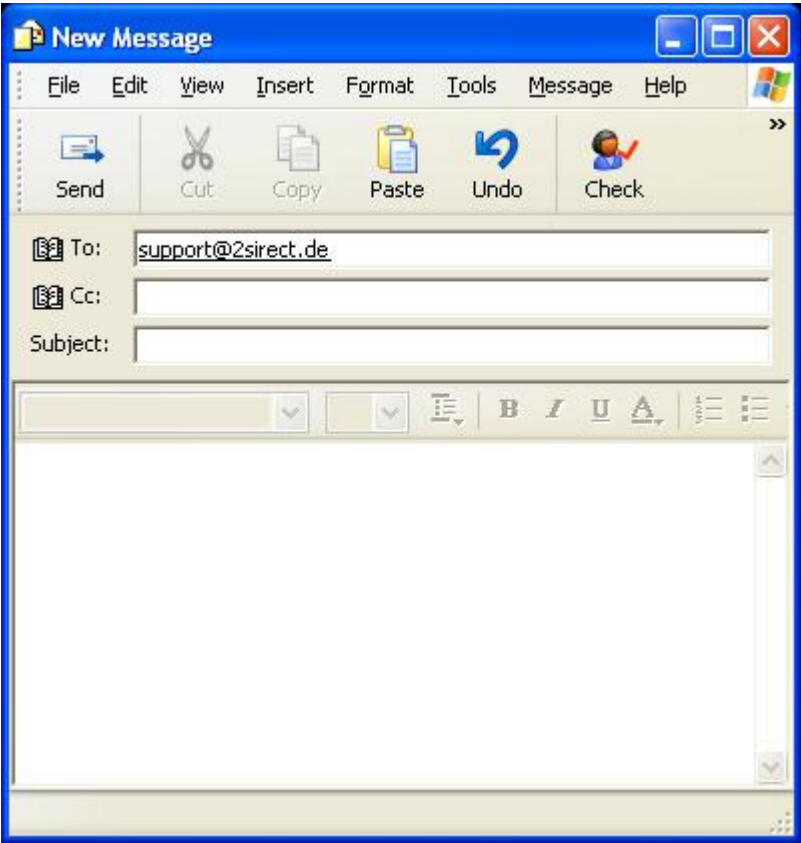 New Message
File Edit View Insert Format Tools Message Help
»
Send Cut Copy Paste Undo Check
To: support@2sirect.de
Cc:
Subject:
B I U A